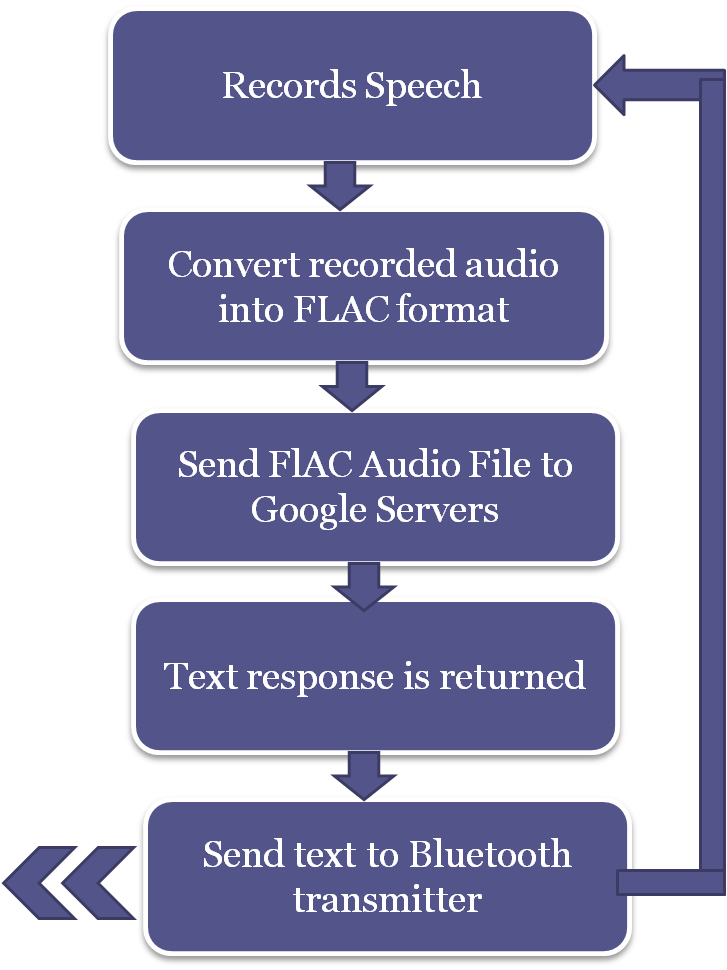 Records Speech
Convert recorded audio
into FLAC format
Send FlAC Audio File to
Google Servers
Text response is returned
Send text to Bluetooth
transmitter